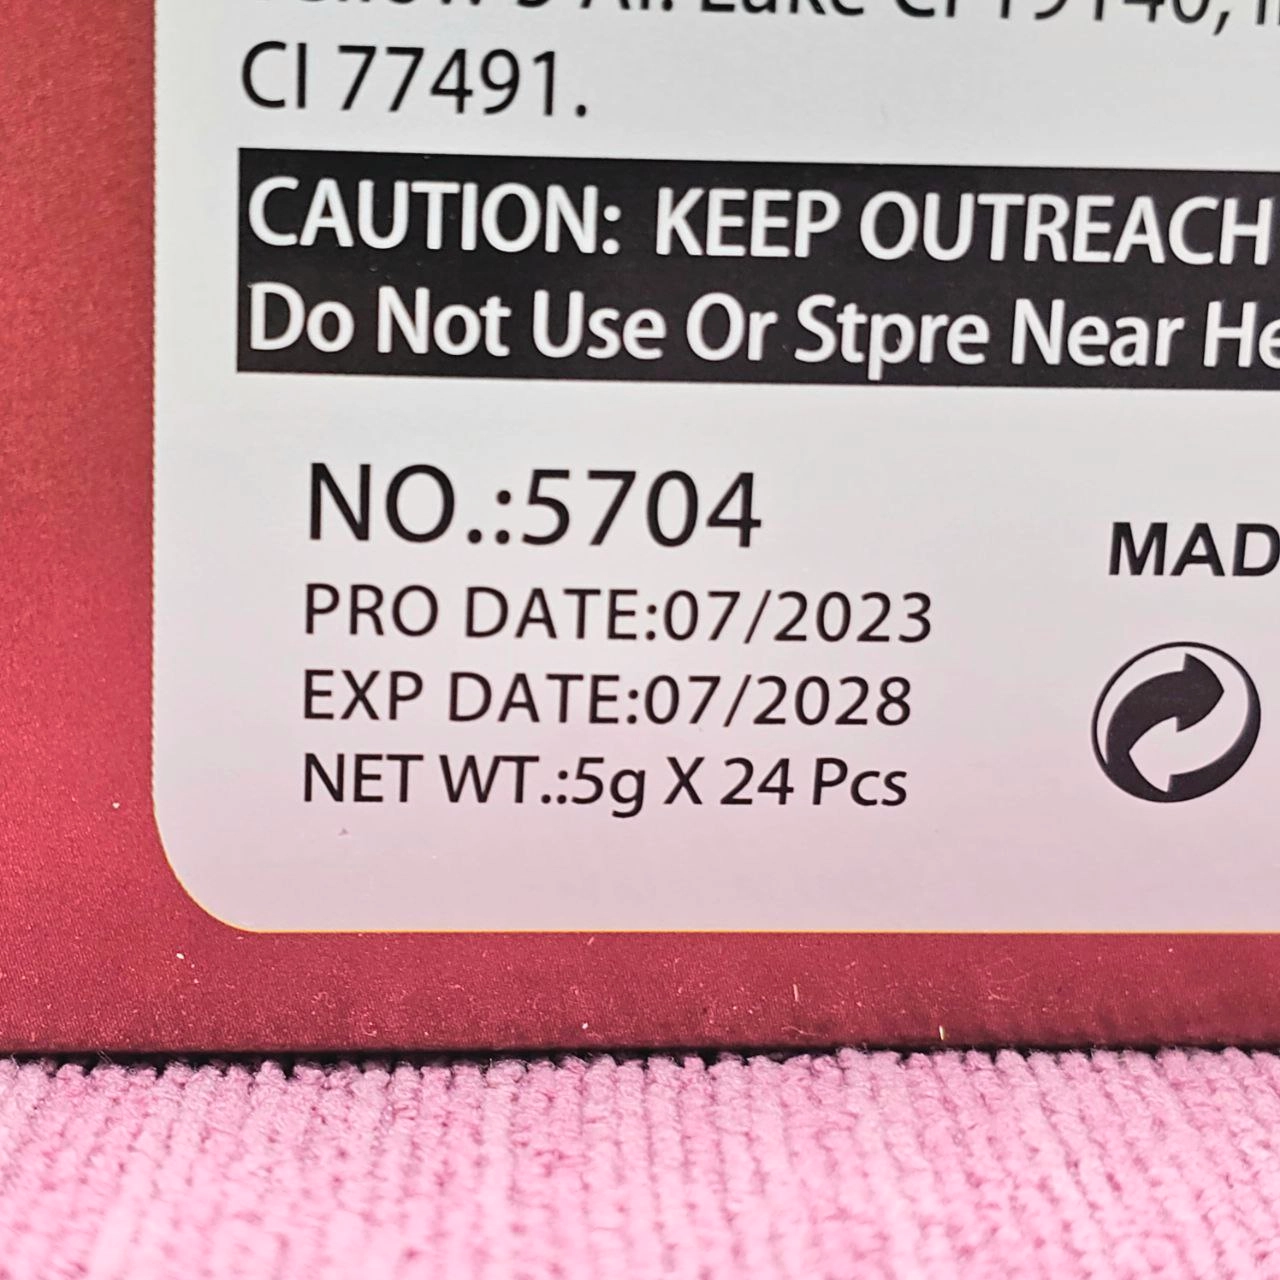 CI 77491.
CAUTION: KEEP OUTREACH
Do Not Use Or Stpre Near He
NO.:5704
MAD
PRO DATE:07/2023
EXP DATE:07/2028
NET WT.:5g X 24 Pcs